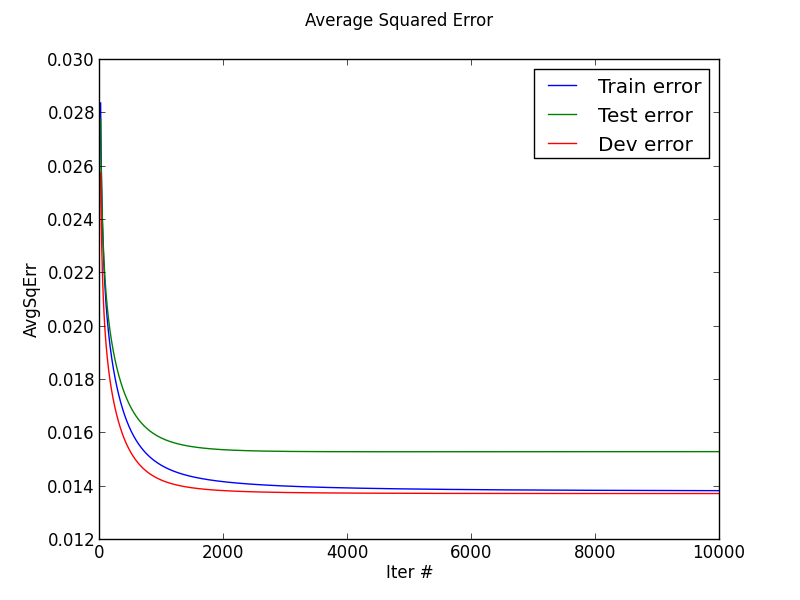 Average Squared Error
0.030
0.028
0.026
0.024
0.022
0.020
0.018
0.016
0.014
0.012
AvgSqErr
Train error
Test error
Dev error
0 2000 4000 6000 8000 10000
Iter #